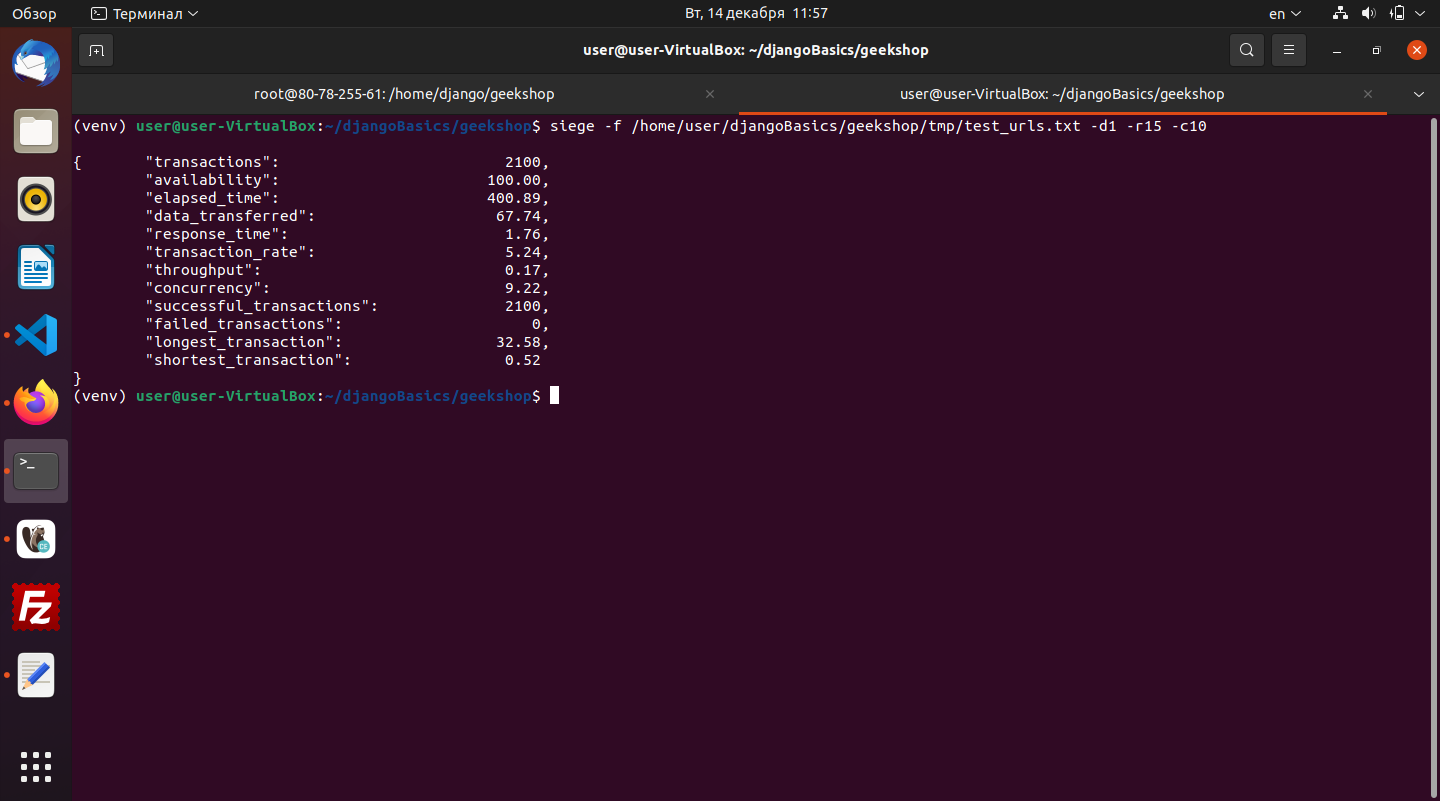 Обзор Терминал Вт, 14 декабря 11:57 en
user@user-VirtualBox: ~/djangoBasics/geekshop
root@80-78-255-61: /home/django/geekshop user@user-VirtualBox: ~/djangoBasics/geekshop
(venv) user@user-VirtualBox:~/djangoBasics/geekshop$ siege -f /home/user/djangoBasics/geekshop/tmp/test_urls.txt -d1 -r15 -c10
{ "transactions": 2100,
"availability": 100.00,
"elapsed_time": 400.89,
"data_transferred": 67.74,
"response_time": 1.76,
"transaction_rate": 5.24,
"throughput": 0.17,
"concurrency": 9.22,
"successful_transactions": 2100,
"failed_transactions": 0,
"longest_transaction": 32.58,
"shortest_transaction": 0.52
}
(venv) user@user-VirtualBox:~/djangoBasics/geekshop$
>_
CE
FZ